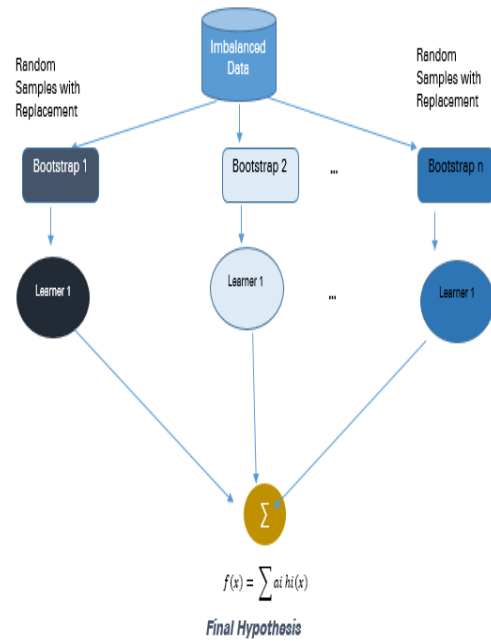 Imbalanced
Data
Random
Samples with
Replacement
Random
Samples with
Replacement
Bootstrap 1
Bootstrap 2
...
Bootstrap n
Learner 1
Learner 1
...
Learner 1
∑
f(x) = ∑ ai hi(x)
Final Hypothesis